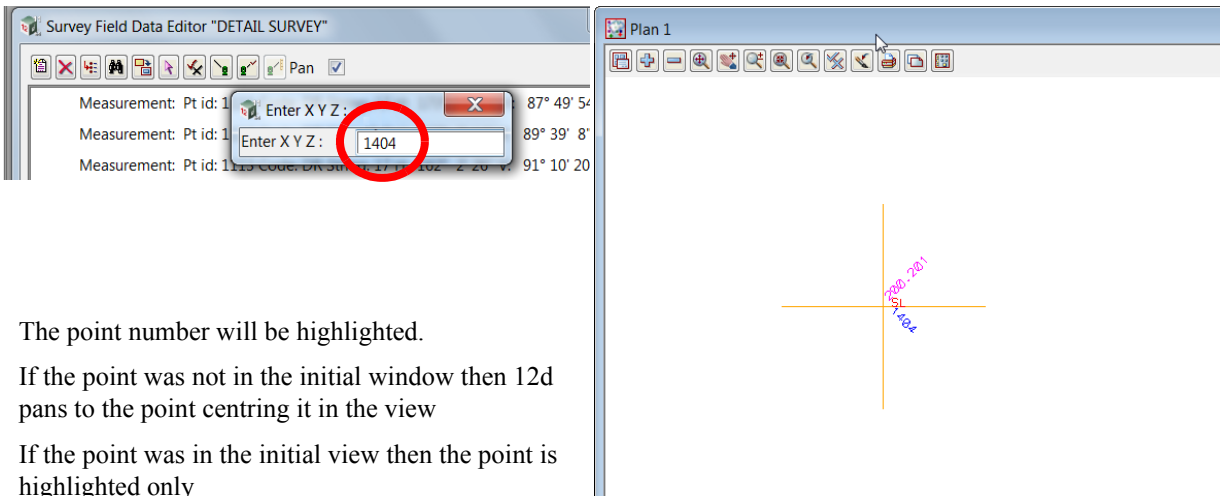 Survey Field Data Editor "DETAIL SURVEY"
Pan
Measurement: Pt id: 1
87° 49' 54
Enter X Y Z :
Measurement: Pt id: 1
89° 39' 8"
Enter X Y Z : 1404
Measurement: Pt id: 1113 Code: DR
91° 10' 20
The point number will be highlighted.
If the point was not in the initial window then 12d
pans to the point centring it in the view
If the point was in the initial view then the point is
highlighted only
Plan 1
200.201
SL
1404